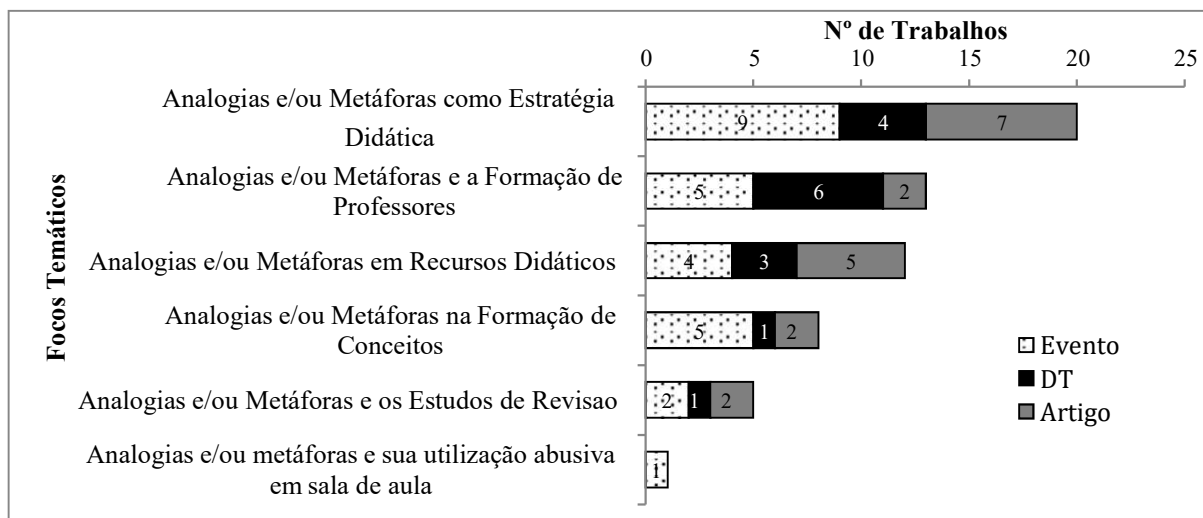 Nº de Trabalhos
0 5 10 15 20 25
Focos Temáticos
Analogias e/ou Metáforas como Estratégia
Didática
9 4 7
Analogias e/ou Metáforas e a Formação de
Professores
5 6 2
Analogias e/ou Metáforas em Recursos Didáticos
4 3 5
Analogias e/ou Metáforas na Formação de
Conceitos
5 1 2
Analogias e/ou Metáforas e os Estudos de Revisao
2 1 2
Analogias e/ou metáforas e sua utilização abusiva
em sala de aula
1
Evento
DT
Artigo